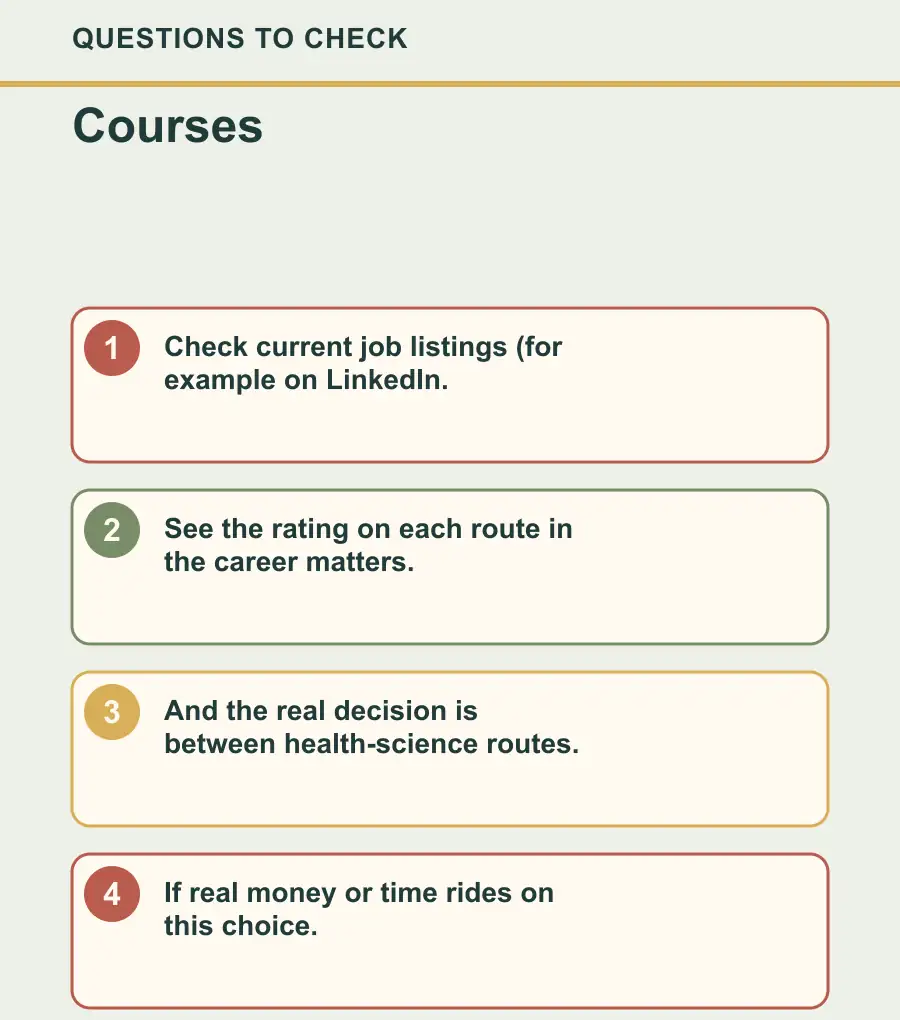 QUESTIONS TO CHECK
Courses
1
Check current job listings (for
example on LinkedIn.
2
See the rating on each route in
the career matters.
3
And the real decision is
between health-science routes.
4
If real money or time rides on
this choice.